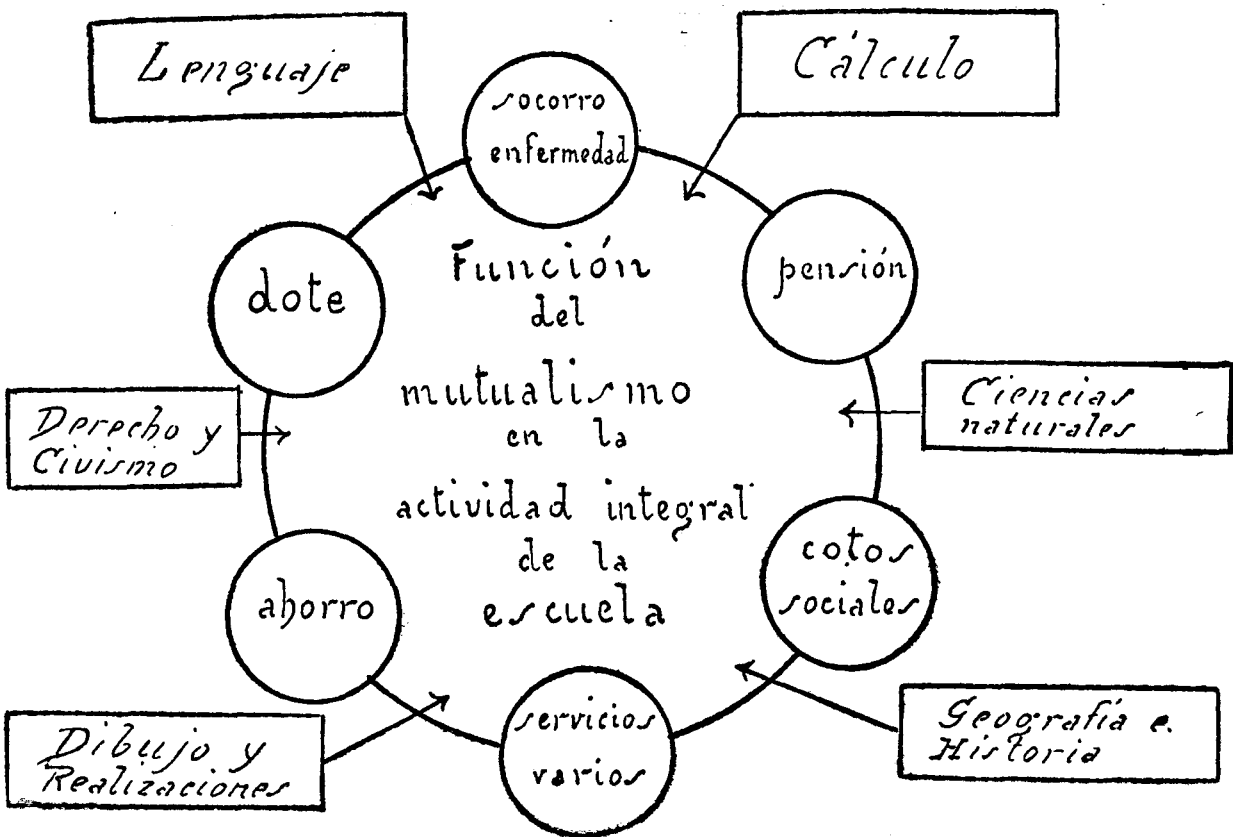 Lenguaje
Cálculo
socorro
enfermedad
pensión
dote
Función
del
mutualismo
en la
actividad integral
de la
escuela
Derecho y
Civismo
Ciencias
naturales
cotos
sociales
ahorro
servicios
varios
Dibujo y
Realizaciones
Geografía e
Historia